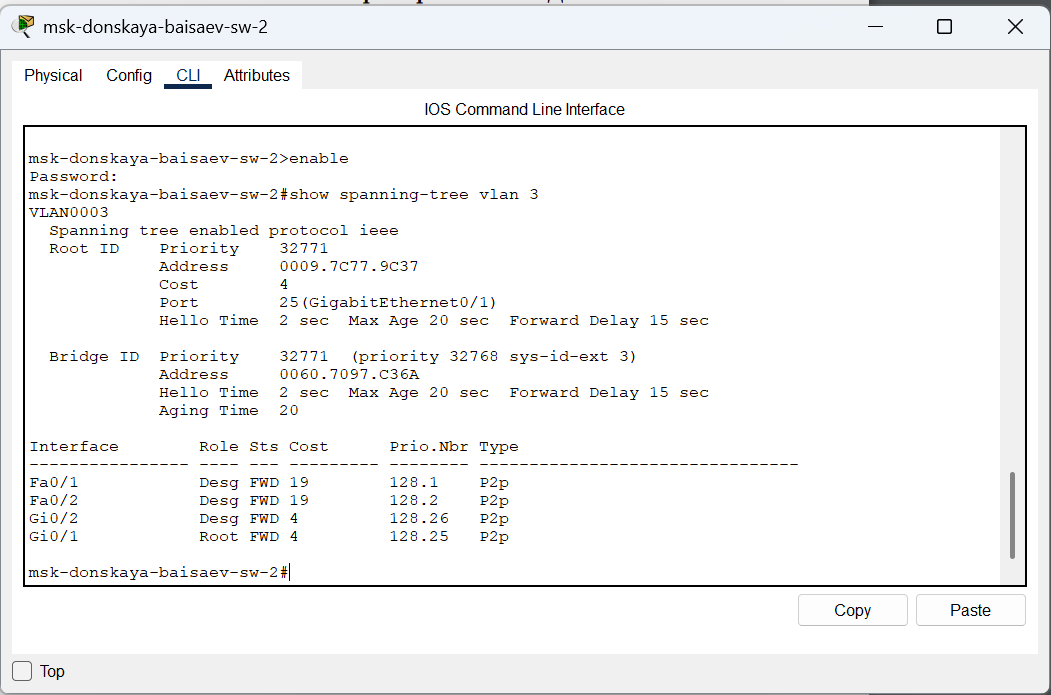 msk-donskaya-baisaev-sw-2
Physical Config CLI Attributes
IOS Command Line Interface
msk-donskaya-baisaev-sw-2>enable
Password:
msk-donskaya-baisaev-sw-2#show spanning-tree vlan 3
VLAN0003
  Spanning tree enabled protocol ieee
  Root ID    Priority    32771
             Address     0009.7C77.9C37
             Cost        4
             Port        25(GigabitEthernet0/1)
             Hello Time  2 sec  Max Age 20 sec  Forward Delay 15 sec
  Bridge ID  Priority    32771  (priority 32768 sys-id-ext 3)
             Address     0060.7097.C36A
             Hello Time  2 sec  Max Age 20 sec  Forward Delay 15 sec
             Aging Time  20
Interface        Role Sts Cost      Prio.Nbr Type
---------------- ---- --- --------- -------- --------------------------------
Fa0/1            Desg FWD 19        128.1    P2p
Fa0/2            Desg FWD 19        128.2    P2p
Gi0/2            Desg FWD 4         128.26   P2p
Gi0/1            Root FWD 4         128.25   P2p
msk-donskaya-baisaev-sw-2#
Copy Paste
Top